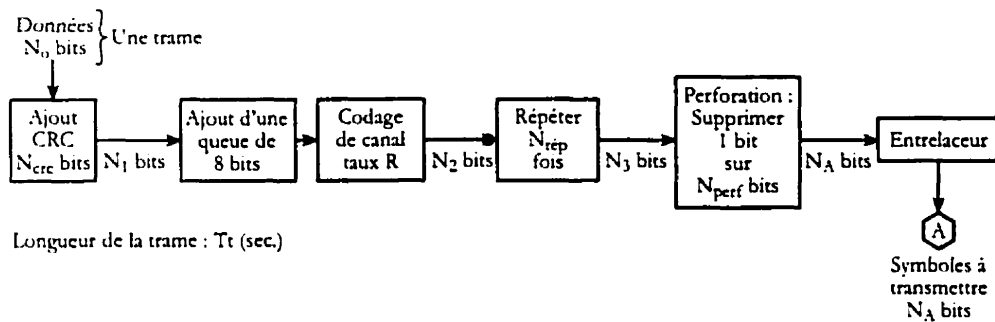 Données
N₀ bits
Une trame
Ajout
CRC
Ncrc bits
N₁ bits
Ajout d'une
queue de
8 bits
Codage
de canal
taux R
N₂ bits
Répéter
Nrép
fois
N₃ bits
Perforation :
Supprimer
1 bit
sur
Nperf bits
N_A bits
Entrelaceur
A
Symboles à
transmettre
N_A bits
Longueur de la trame : Tt (sec.)